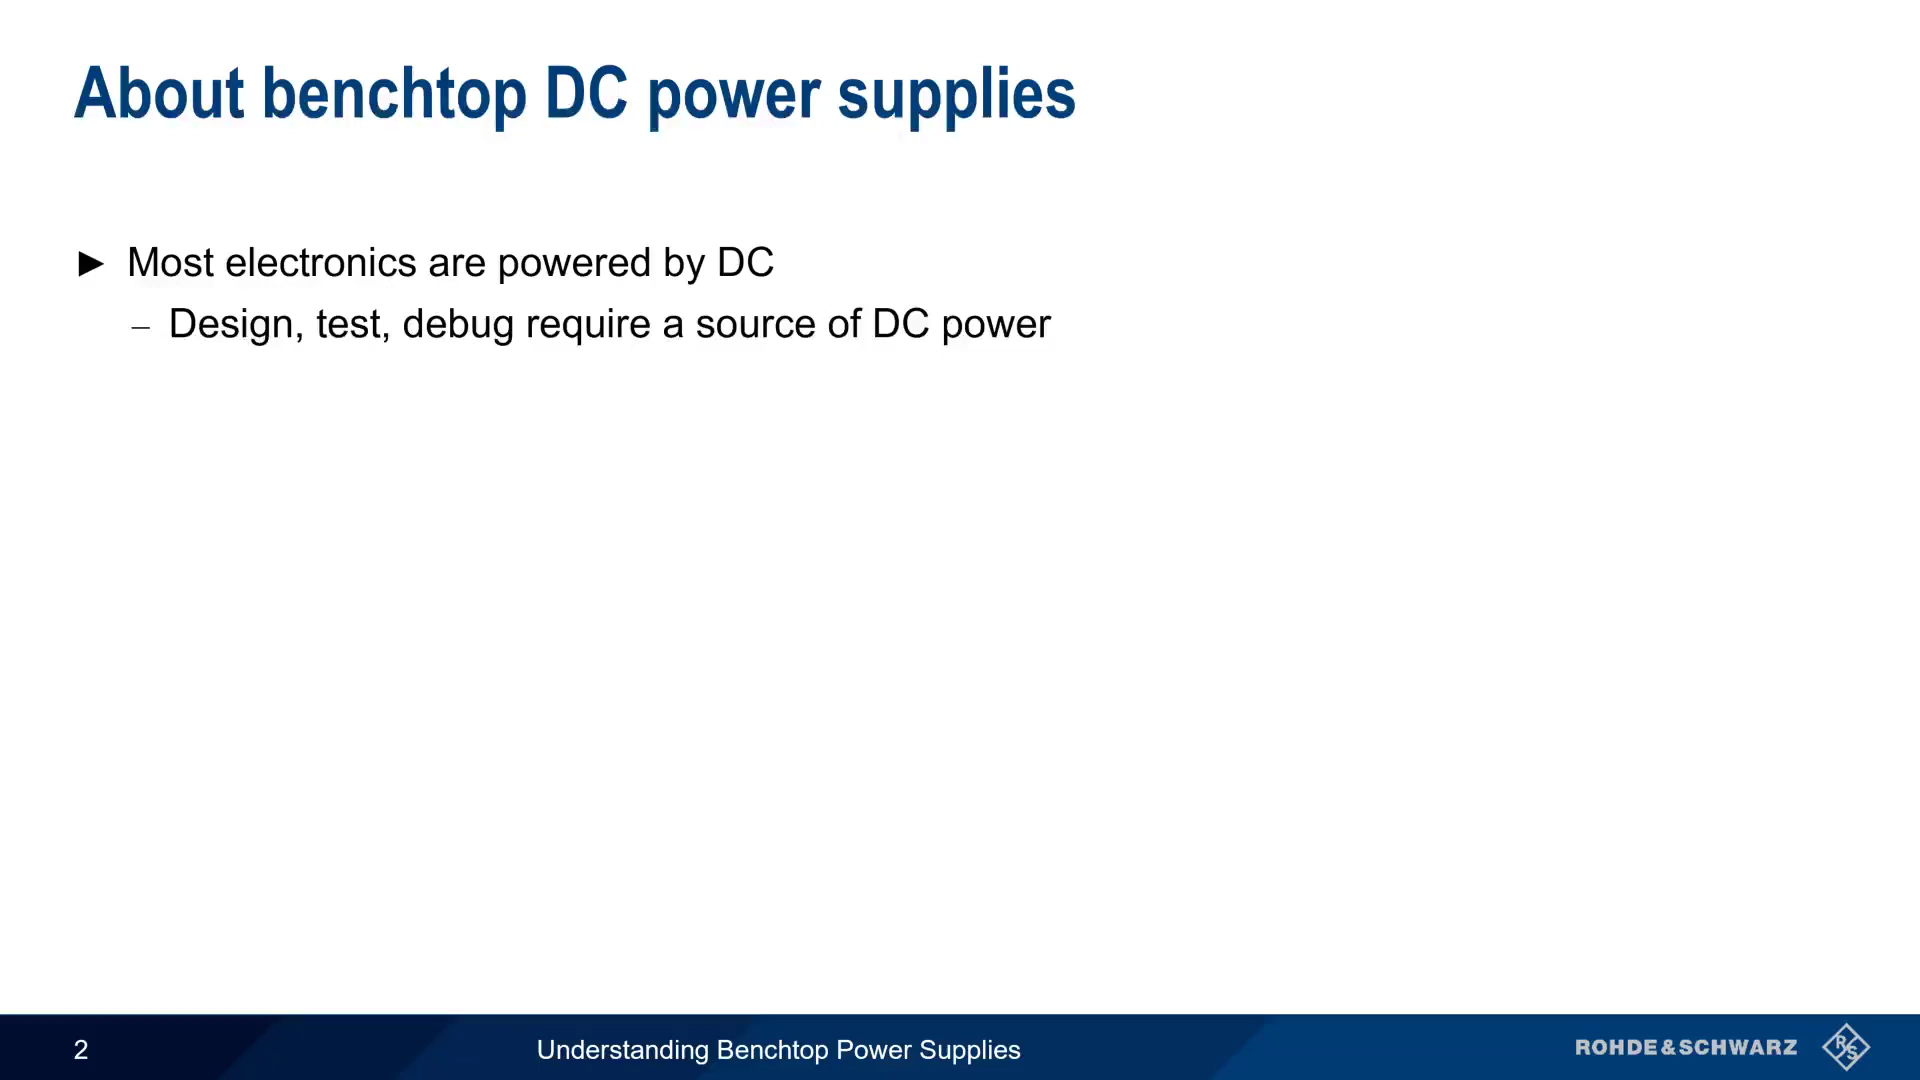 About benchtop DC power supplies
► Most electronics are powered by DC
– Design, test, debug require a source of DC power
2
Understanding Benchtop Power Supplies
ROHDE&SCHWARZ
R&S